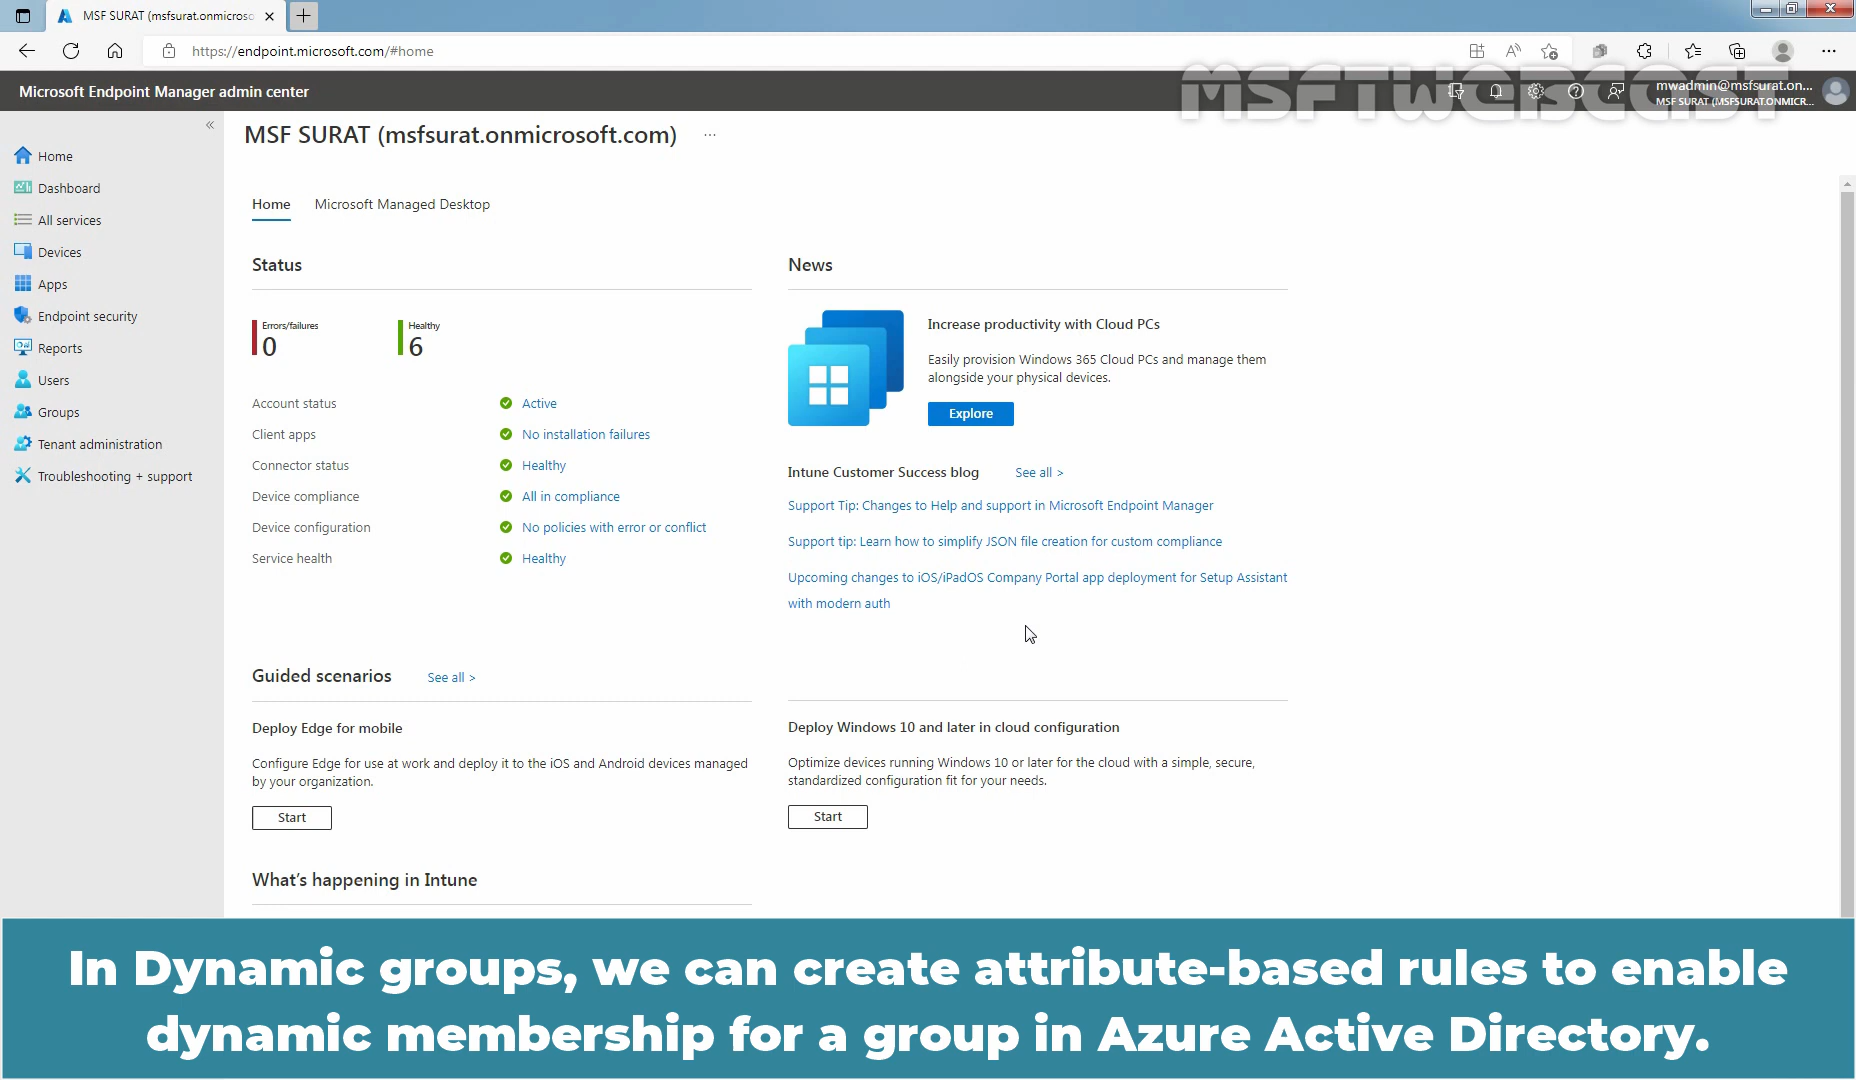 MSF SURAT (msfsurat.onmicroso
https://endpoint.microsoft.com/#home
Microsoft Endpoint Manager admin center
MSFTWEBCAST
mwadmin@msfsurat.on...
MSF SURAT (MSFSURAT.ONMICR...
«
MSF SURAT (msfsurat.onmicrosoft.com) ...
Home
Dashboard
All services
Devices
Apps
Endpoint security
Reports
Users
Groups
Tenant administration
Troubleshooting + support
Home Microsoft Managed Desktop
Status
Errors/failures
0
Healthy
6
Account status Active
Client apps No installation failures
Connector status Healthy
Device compliance All in compliance
Device configuration No policies with error or conflict
Service health Healthy
News
Increase productivity with Cloud PCs
Easily provision Windows 365 Cloud PCs and manage them
alongside your physical devices.
Explore
Intune Customer Success blog See all >
Support Tip: Changes to Help and support in Microsoft Endpoint Manager
Support tip: Learn how to simplify JSON file creation for custom compliance
Upcoming changes to iOS/iPadOS Company Portal app deployment for Setup Assistant
with modern auth
Guided scenarios See all >
Deploy Edge for mobile
Configure Edge for use at work and deploy it to the iOS and Android devices managed
by your organization.
Start
Deploy Windows 10 and later in cloud configuration
Optimize devices running Windows 10 or later for the cloud with a simple, secure,
standardized configuration fit for your needs.
Start
What's happening in Intune
In Dynamic groups, we can create attribute-based rules to enable
dynamic membership for a group in Azure Active Directory.